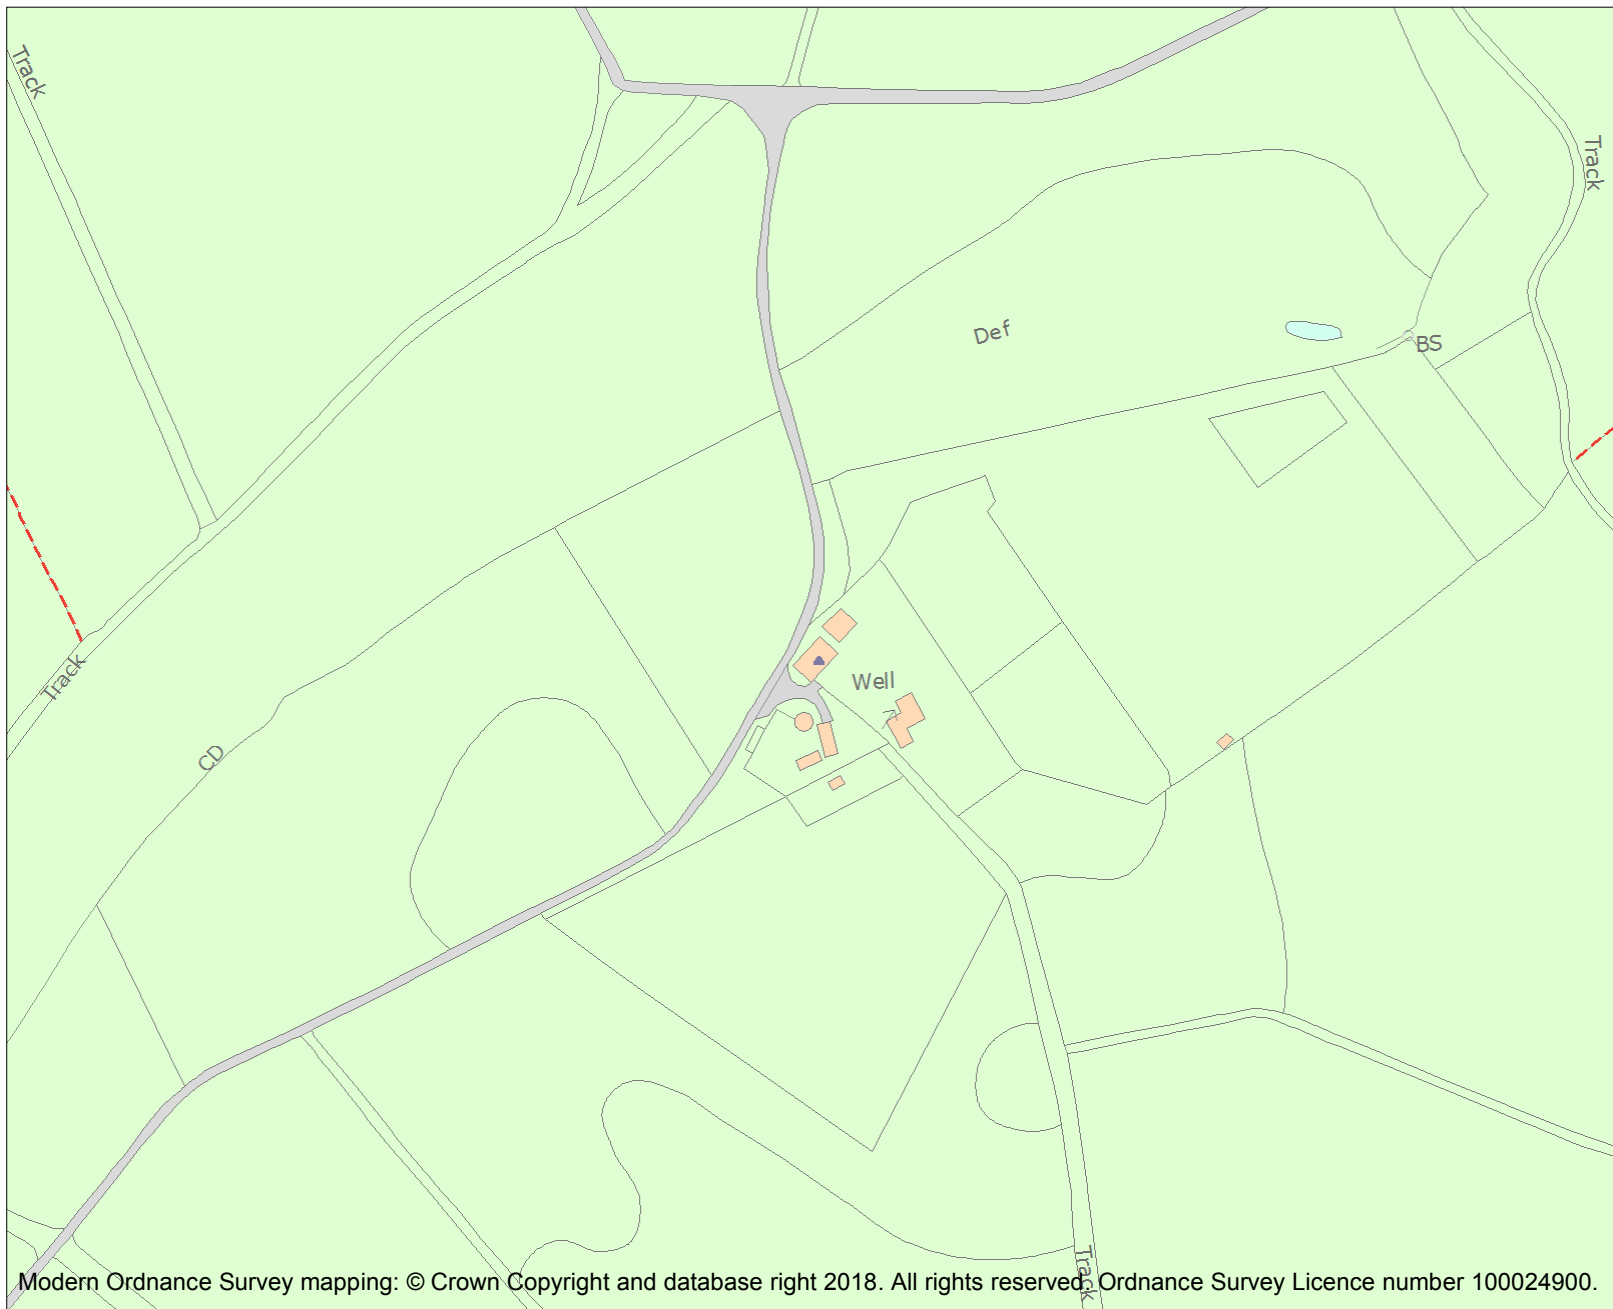 Track
Track
Def
BS
Track
Well
CD
Track
Modern Ordnance Survey mapping: © Crown Copyright and database right 2018. All rights reserved. Ordnance Survey Licence number 100024900.